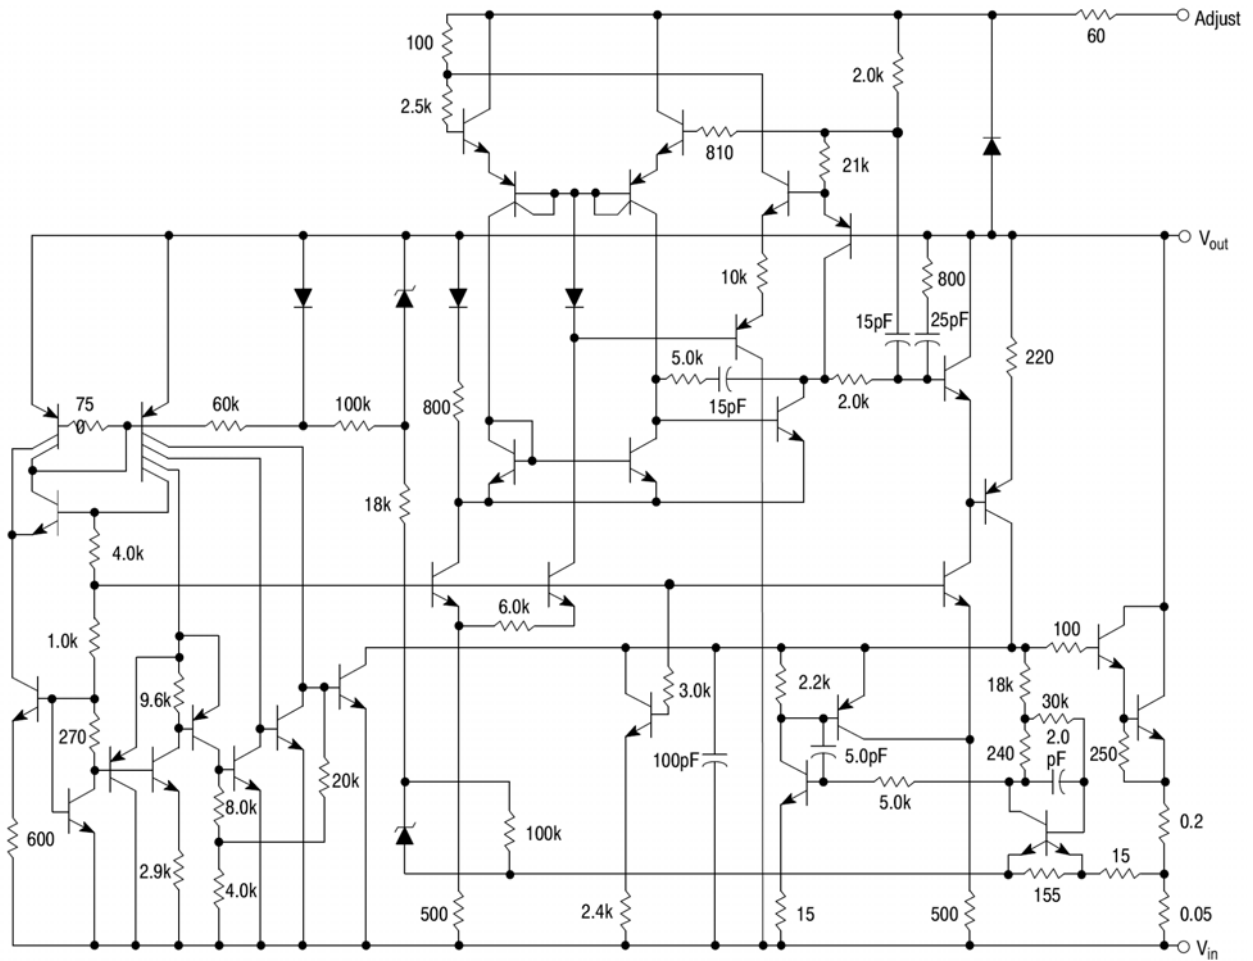 Adjust
60
100
2.0k
2.5k
810
21k
Vout
10k
800
15pF
25pF
220
5.0k
15pF
2.0k
75
0
60k
100k
800
18k
4.0k
6.0k
1.0k
100
9.6k
3.0k
2.2k
18k
30k
270
2.0
pF
240
250
100pF
5.0pF
20k
5.0k
8.0k
600
100k
0.2
15
2.9k
4.0k
155
500
2.4k
15
500
0.05
Vin